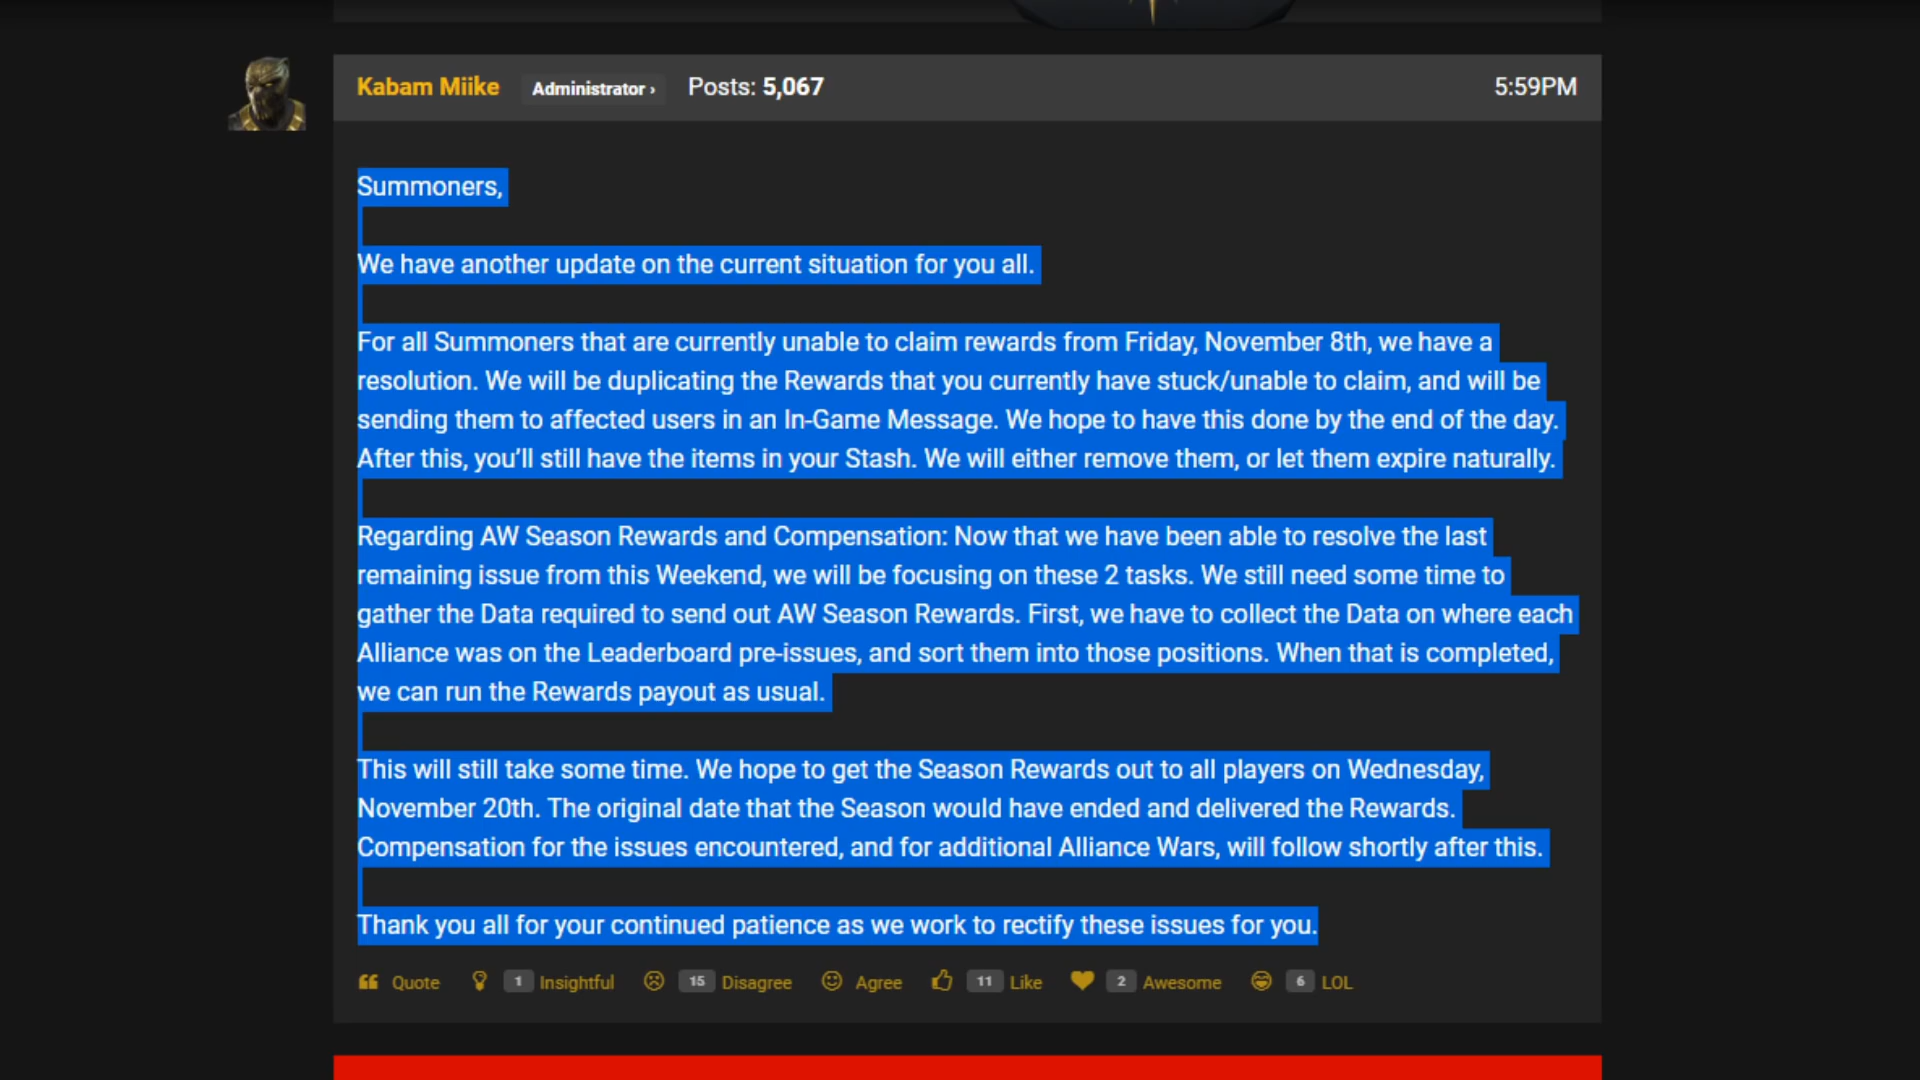 Kabam Miike Administrator › Posts: 5,067 5:59PM
Summoners,
We have another update on the current situation for you all.
For all Summoners that are currently unable to claim rewards from Friday, November 8th, we have a
resolution. We will be duplicating the Rewards that you currently have stuck/unable to claim, and will be
sending them to affected users in an In-Game Message. We hope to have this done by the end of the day.
After this, you’ll still have the items in your Stash. We will either remove them, or let them expire naturally.
Regarding AW Season Rewards and Compensation: Now that we have been able to resolve the last
remaining issue from this Weekend, we will be focusing on these 2 tasks. We still need some time to
gather the Data required to send out AW Season Rewards. First, we have to collect the Data on where each
Alliance was on the Leaderboard pre-issues, and sort them into those positions. When that is completed,
we can run the Rewards payout as usual.
This will still take some time. We hope to get the Season Rewards out to all players on Wednesday,
November 20th. The original date that the Season would have ended and delivered the Rewards.
Compensation for the issues encountered, and for additional Alliance Wars, will follow shortly after this.
Thank you all for your continued patience as we work to rectify these issues for you.
Quote 1 Insightful 15 Disagree Agree 11 Like 2 Awesome 6 LOL